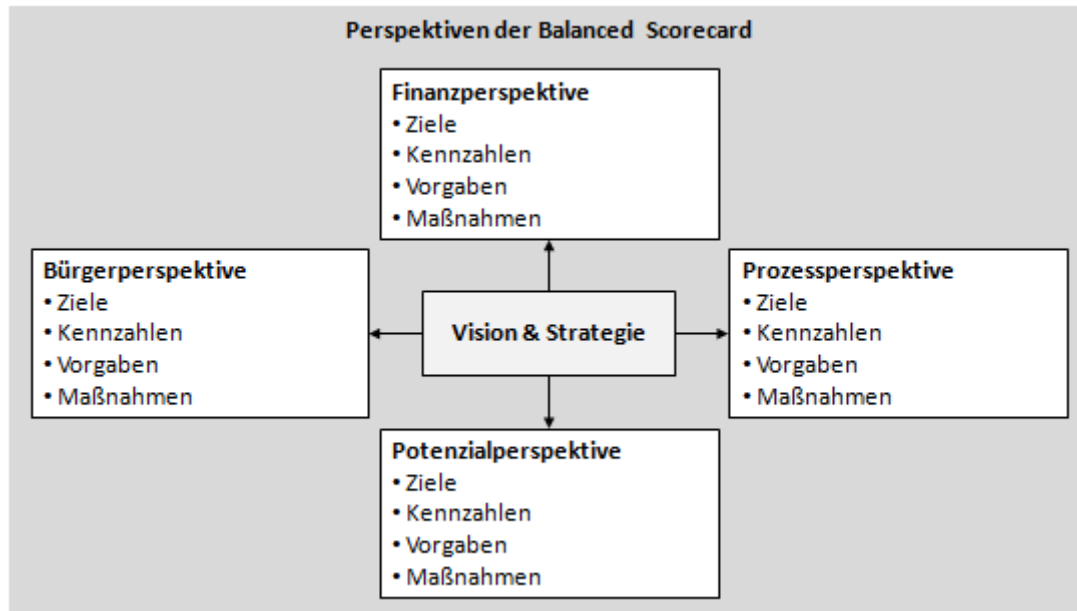 Perspektiven der Balanced Scorecard
Finanzperspektive
• Ziele
• Kennzahlen
• Vorgaben
• Maßnahmen
Bürgerperspektive
• Ziele
• Kennzahlen
• Vorgaben
• Maßnahmen
Vision & Strategie
Prozessperspektive
• Ziele
• Kennzahlen
• Vorgaben
• Maßnahmen
Potenzialperspektive
• Ziele
• Kennzahlen
• Vorgaben
• Maßnahmen